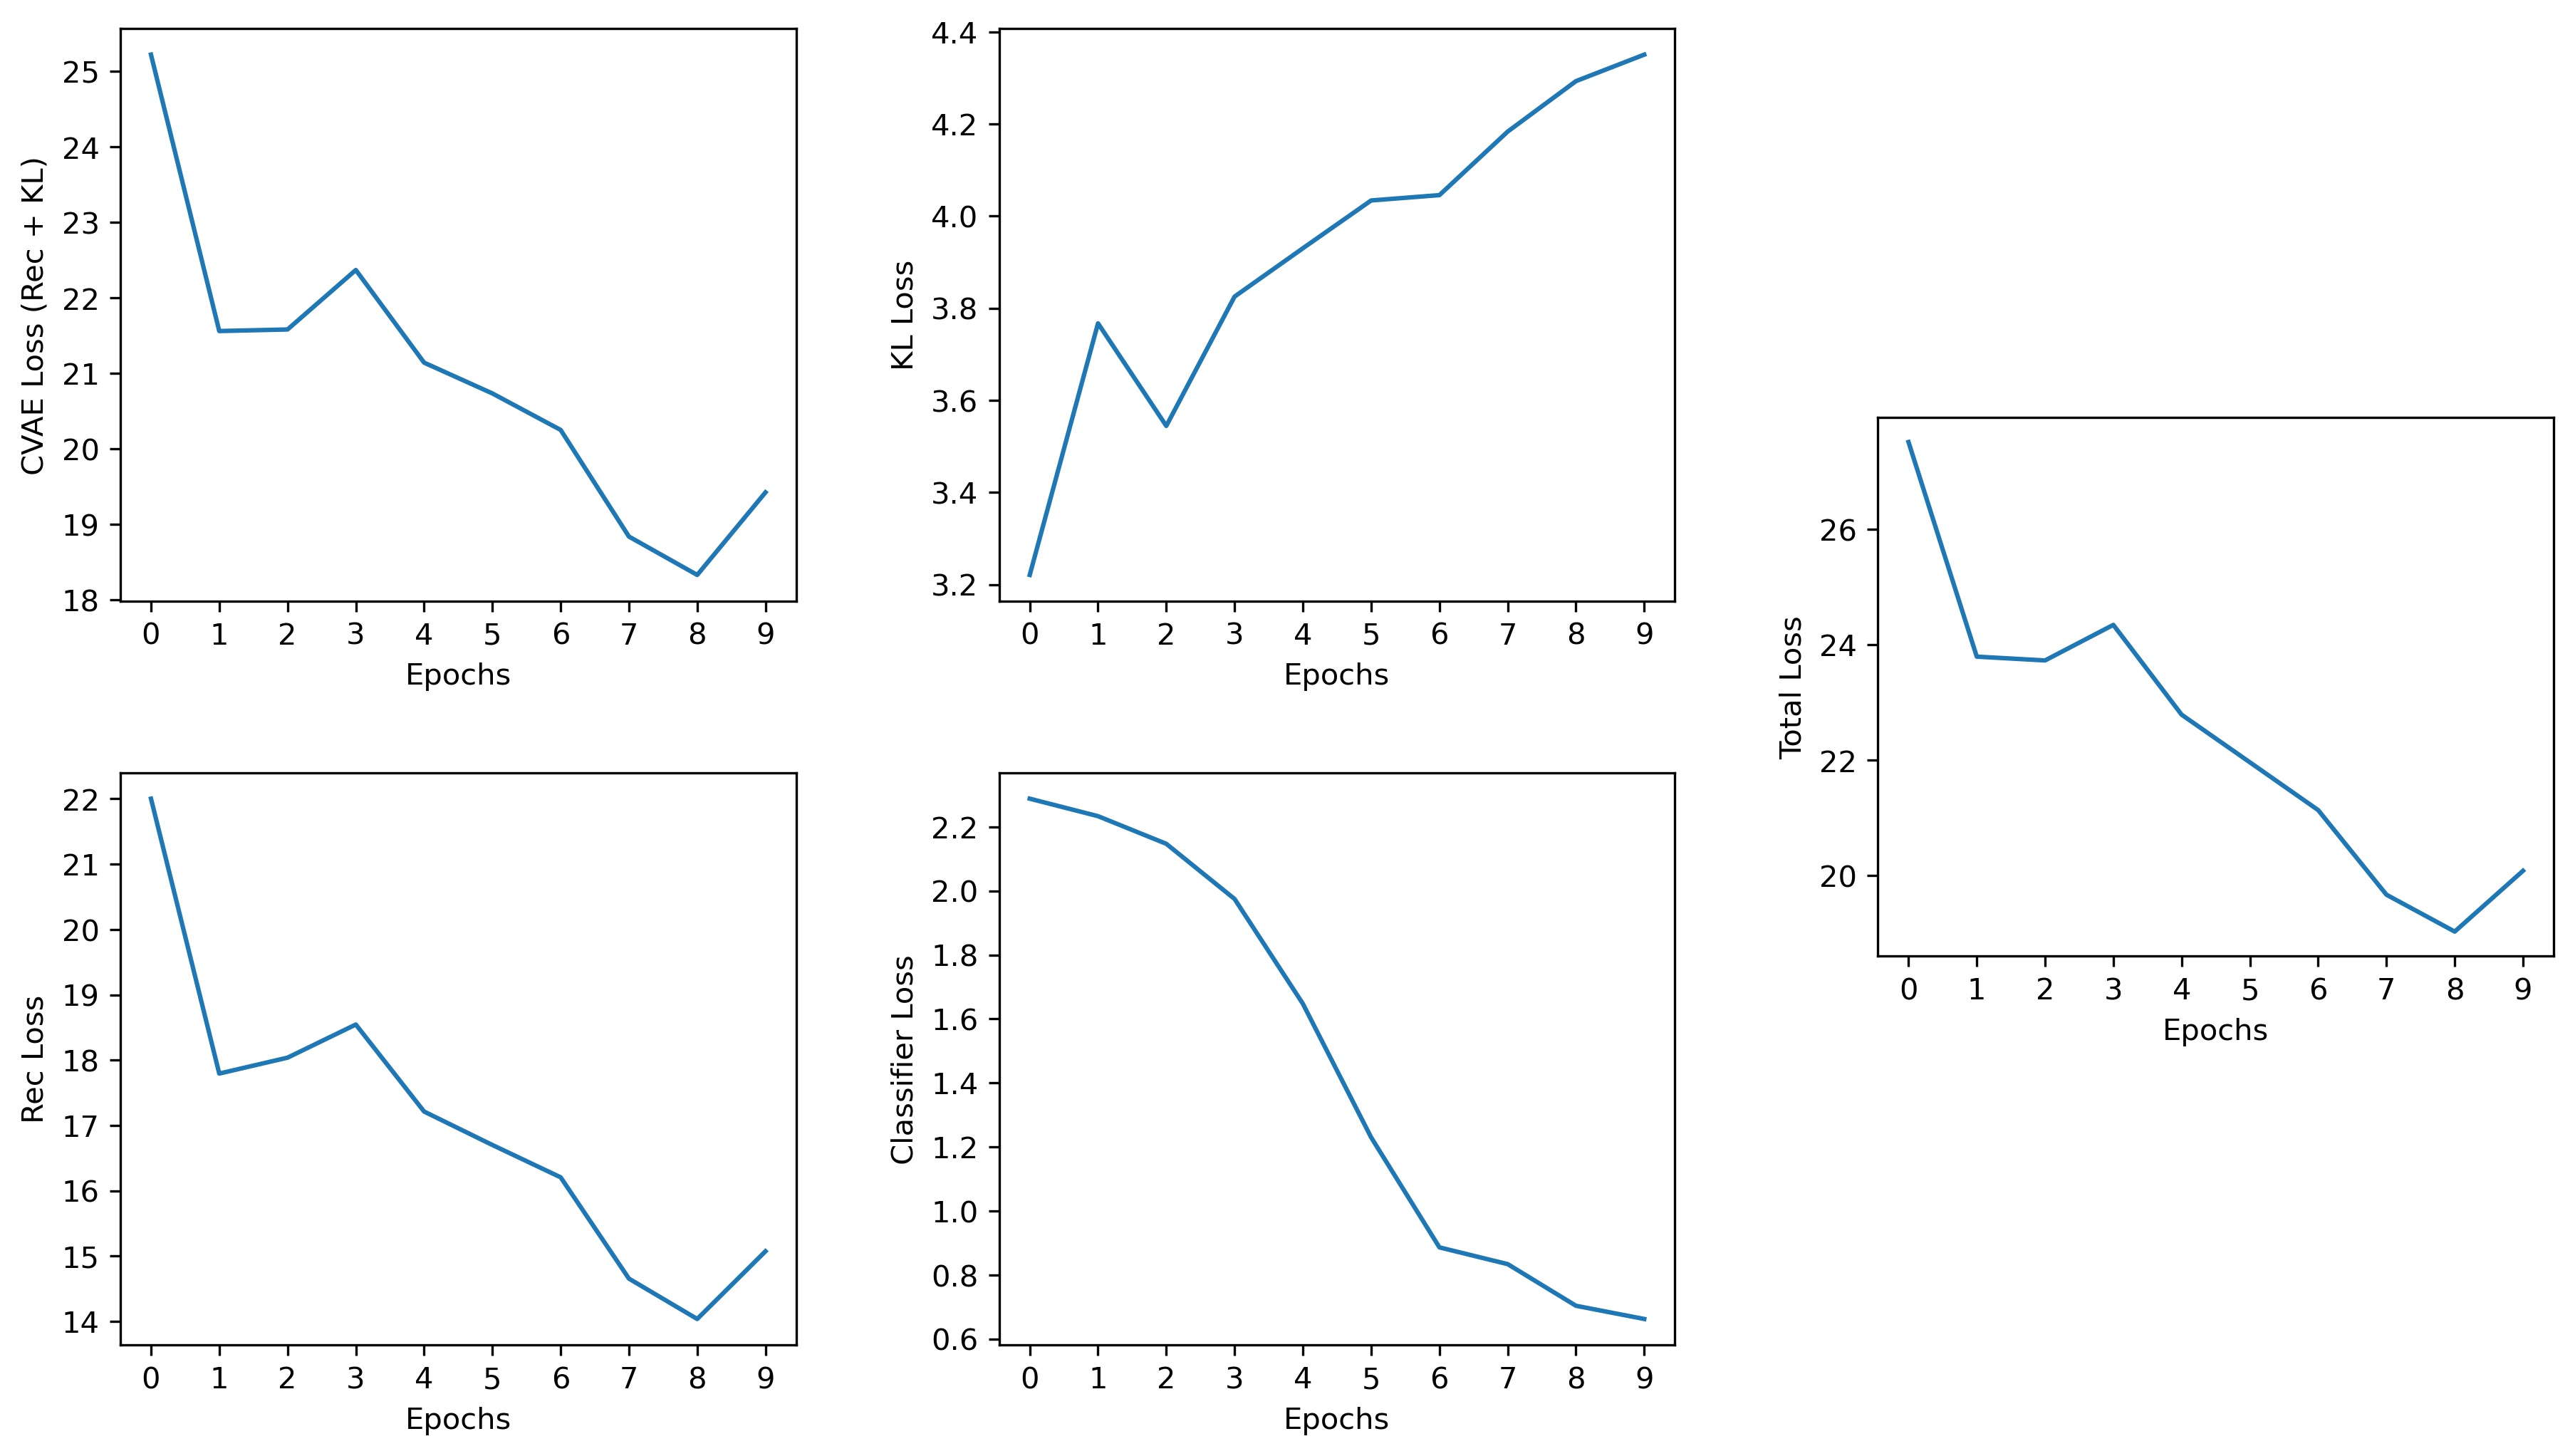 CVAE Loss (Rec + KL)
25
24
23
22
21
20
19
18
0 1 2 3 4 5 6 7 8 9
Epochs
KL Loss
4.4
4.2
4.0
3.8
3.6
3.4
3.2
0 1 2 3 4 5 6 7 8 9
Epochs
Rec Loss
22
21
20
19
18
17
16
15
14
0 1 2 3 4 5 6 7 8 9
Epochs
Classifier Loss
2.2
2.0
1.8
1.6
1.4
1.2
1.0
0.8
0.6
0 1 2 3 4 5 6 7 8 9
Epochs
Total Loss
26
24
22
20
0 1 2 3 4 5 6 7 8 9
Epochs